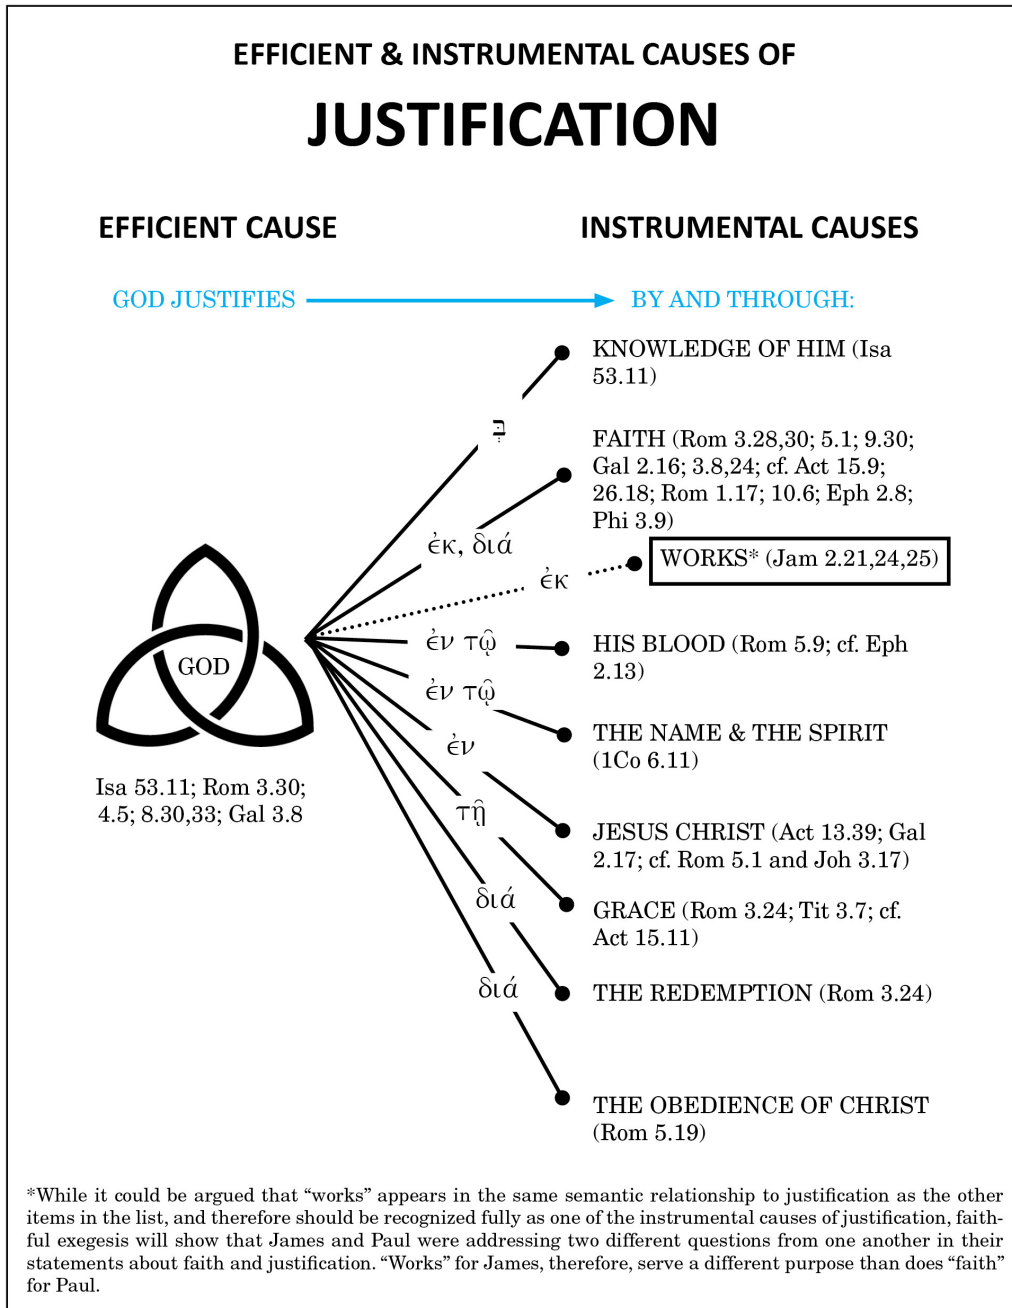 EFFICIENT & INSTRUMENTAL CAUSES OF
JUSTIFICATION
EFFICIENT CAUSE
INSTRUMENTAL CAUSES
GOD JUSTIFIES
BY AND THROUGH:
KNOWLEDGE OF HIM (Isa
53.11)
בְּ
FAITH (Rom 3.28,30; 5.1; 9.30;
Gal 2.16; 3.8,24; cf. Act 15.9;
26.18; Rom 1.17; 10.6; Eph 2.8;
Phi 3.9)
ἐκ, διά
WORKS* (Jam 2.21,24,25)
ἐκ
HIS BLOOD (Rom 5.9; cf. Eph
2.13)
ἐν τῷ
GOD
ἐν τῷ
THE NAME & THE SPIRIT
(1Co 6.11)
ἐν
Isa 53.11; Rom 3.30;
4.5; 8.30,33; Gal 3.8
JESUS CHRIST (Act 13.39; Gal
2.17; cf. Rom 5.1 and Joh 3.17)
τῇ
GRACE (Rom 3.24; Tit 3.7; cf.
Act 15.11)
διά
THE REDEMPTION (Rom 3.24)
διά
THE OBEDIENCE OF CHRIST
(Rom 5.19)
*While it could be argued that “works” appears in the same semantic relationship to justification as the other
items in the list, and therefore should be recognized fully as one of the instrumental causes of justification, faith-
ful exegesis will show that James and Paul were addressing two different questions from one another in their
statements about faith and justification. “Works” for James, therefore, serve a different purpose than does “faith”
for Paul.